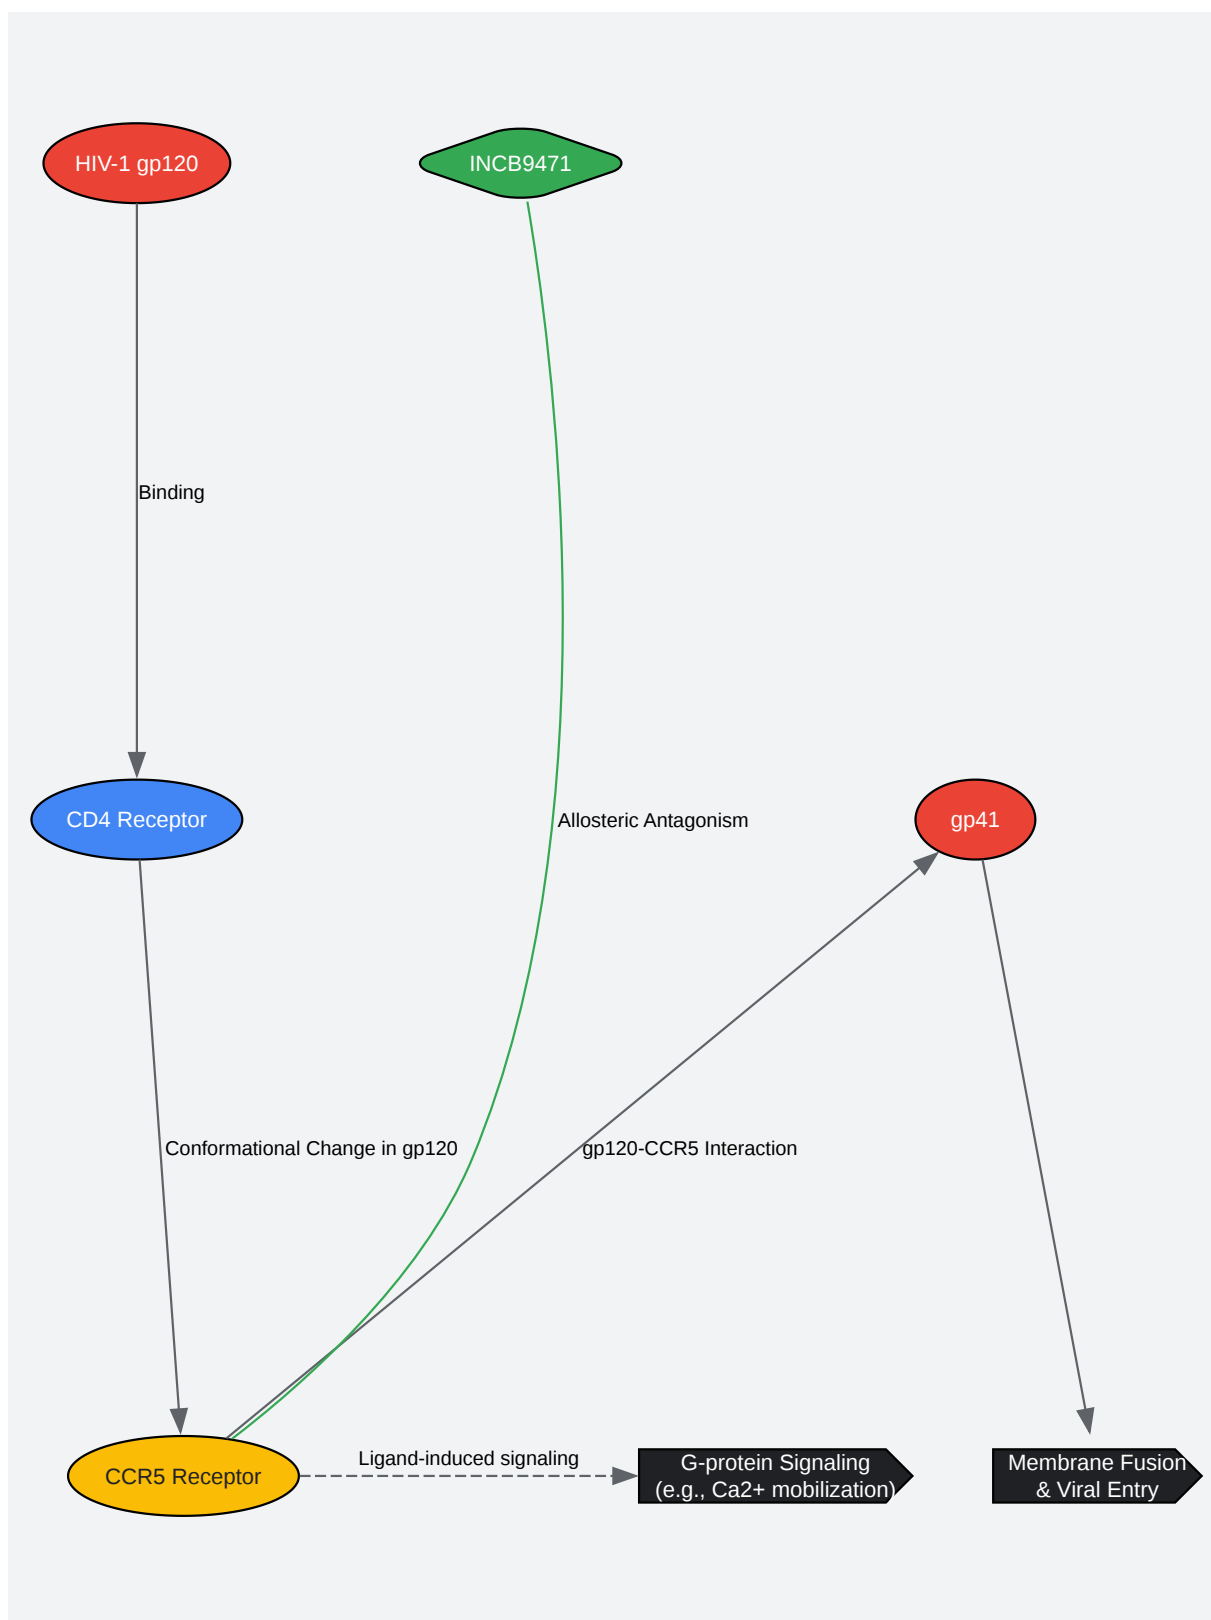 HIV-1 gp120
INCB9471
Binding
CD4 Receptor
Allosteric Antagonism
gp41
Conformational Change in gp120
gp120-CCR5 Interaction
CCR5 Receptor
Ligand-induced signaling
G-protein Signaling
(e.g., Ca2+ mobilization)
Membrane Fusion
& Viral Entry